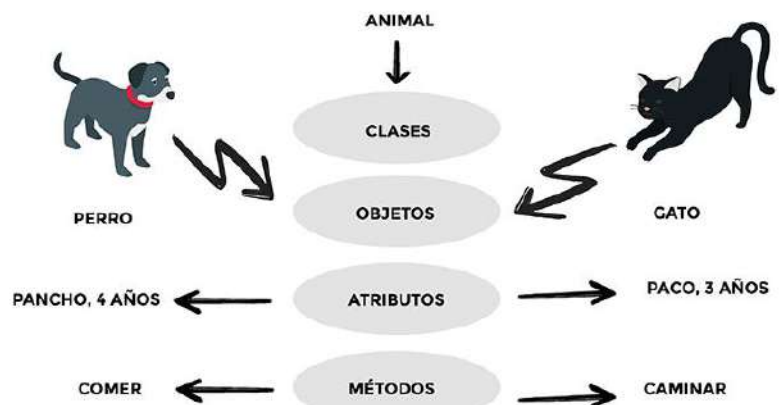 ANIMAL
CLASES
OBJETOS
PERRO
GATO
PANCHO, 4 AÑOS
ATRIBUTOS
PACO, 3 AÑOS
COMER
MÉTODOS
CAMINAR